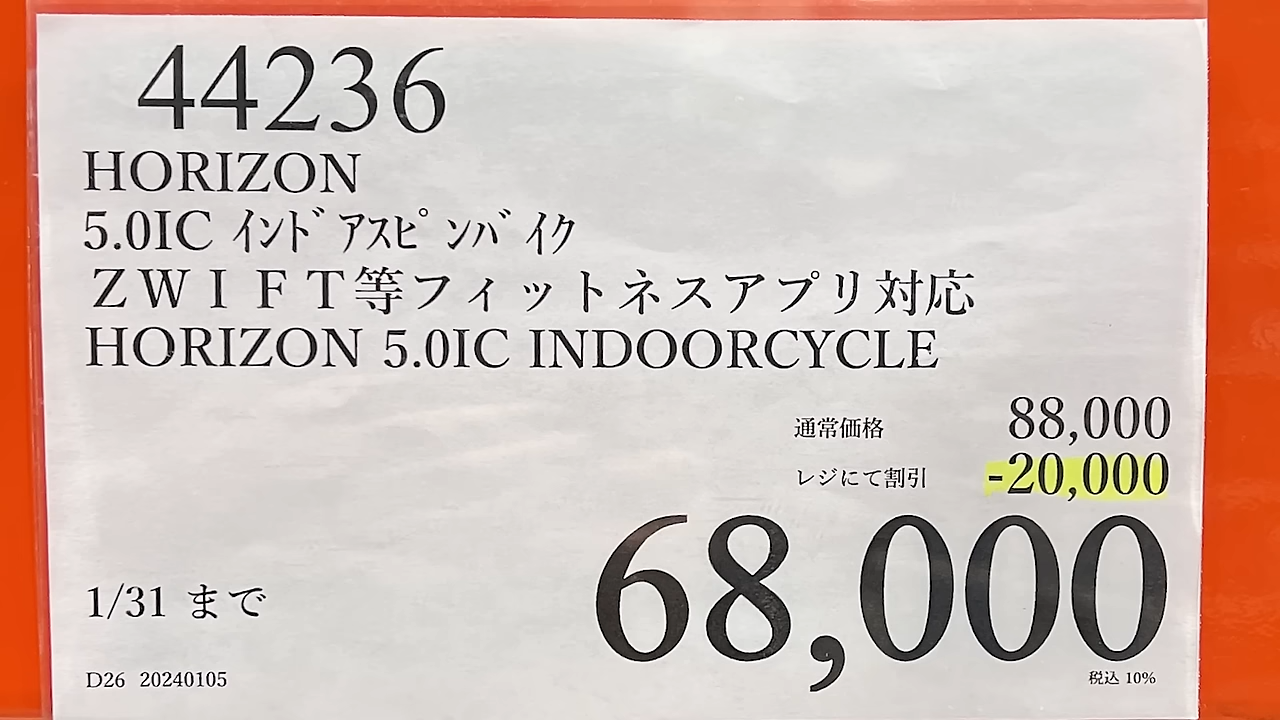 44236
HORIZON
5.0IC ｲﾝﾄﾞｱｽﾋﾟﾝﾊﾞｲｸ
ＺＷＩＦＴ等フィットネスアプリ対応
HORIZON 5.0IC INDOORCYCLE
通常価格 88,000
レジにて割引 -20,000
68,000
1/31 まで
D26 20240105
税込 10%